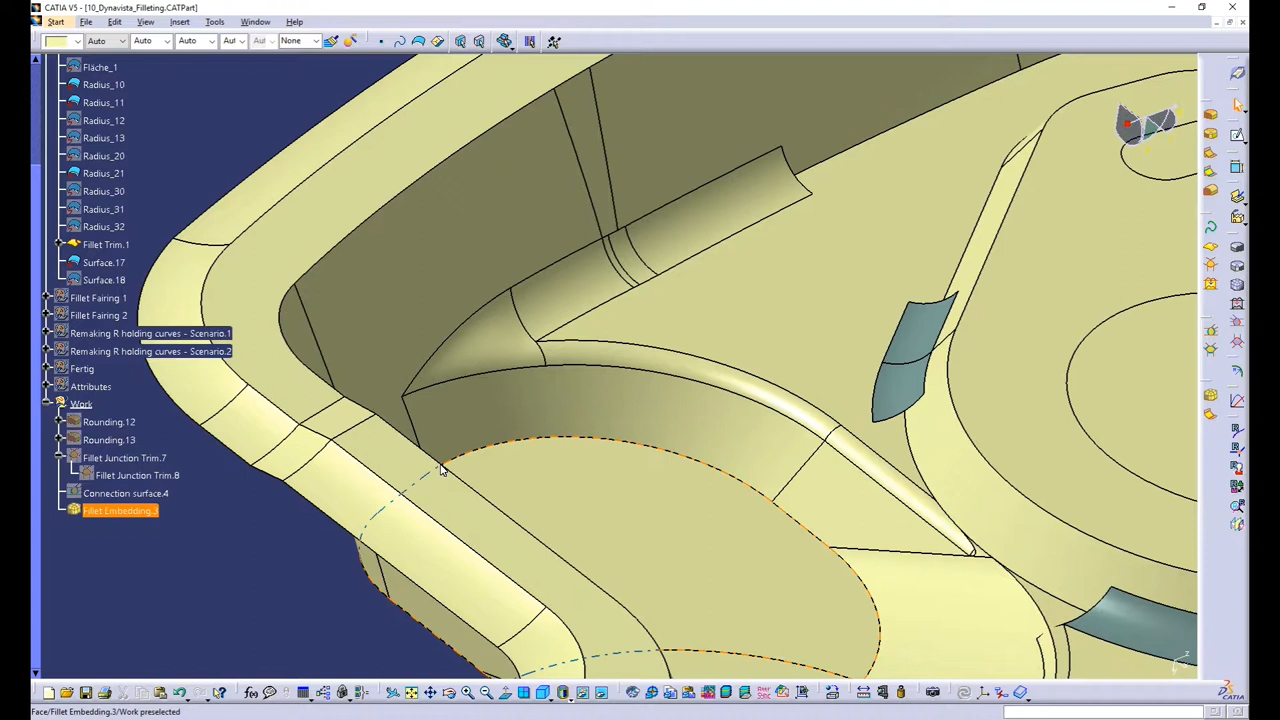 CATIA V5 - [10_Dynavista_Filleting.CATPart]
Start File Edit View Insert Tools Window Help
Auto Auto Auto Aut Aut None
Fläche_1
Radius_10
Radius_11
Radius_12
Radius_13
Radius_20
Radius_21
Radius_30
Radius_31
Radius_32
Fillet Trim.1
Surface.17
Surface.18
Fillet Fairing 1
Fillet Fairing 2
Remaking R holding curves - Scenario.1
Remaking R holding curves - Scenario.2
Fertig
Attributes
Work
Rounding.12
Rounding.13
Fillet Junction Trim.7
Fillet Junction Trim.8
Connection surface.4
Fillet Embedding.3
Face/Fillet Embedding.3/Work preselected